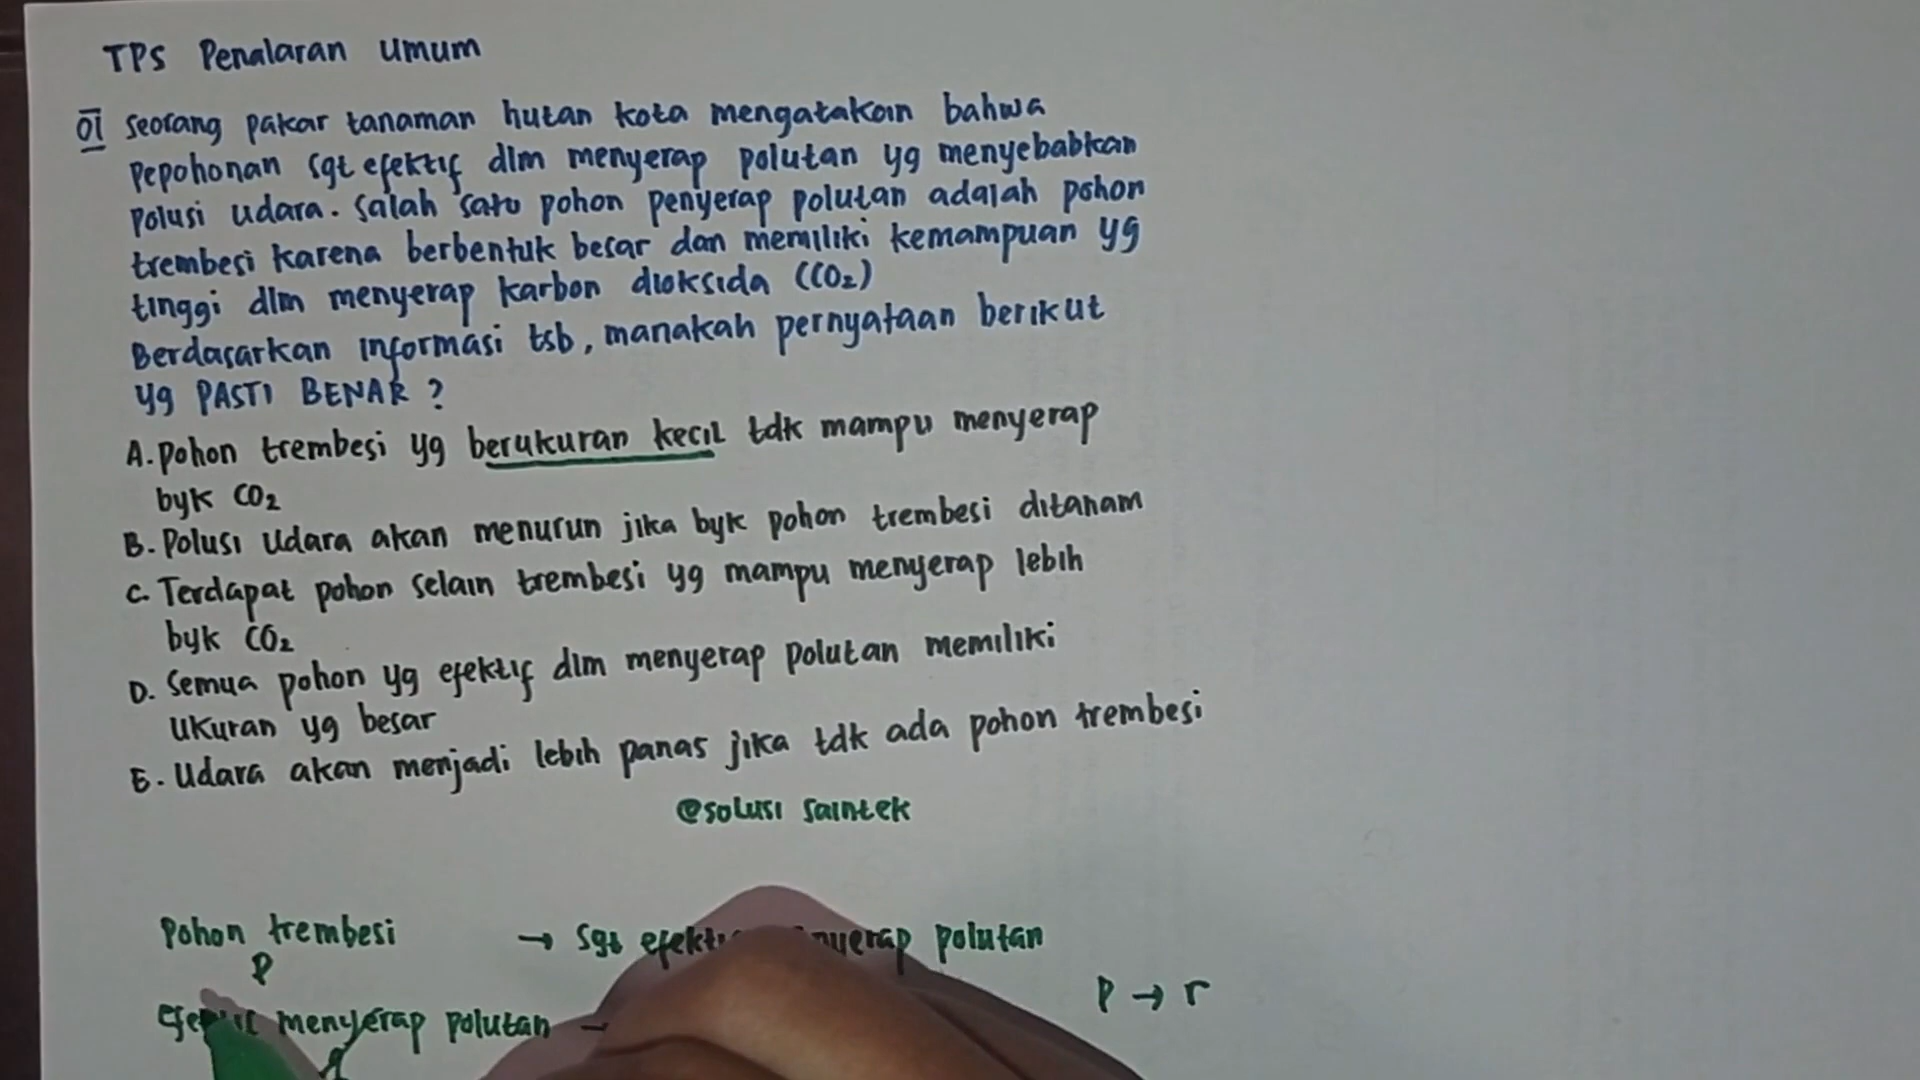 TPS Penalaran Umum
01 Seorang pakar tanaman hutan kota mengatakan bahwa
pepohonan sgt efektif dlm menyerap polutan yg menyebabkan
polusi udara. Salah satu pohon penyerap polutan adalah pohon
trembesi karena berbentuk besar dan memiliki kemampuan yg
tinggi dlm menyerap karbon dioksida (CO₂)
Berdasarkan informasi tsb, manakah pernyataan berikut
yg PASTI BENAR ?
A. pohon trembesi yg berukuran kecil tdk mampu menyerap
byk CO₂
B. Polusi Udara akan menurun jika byk pohon trembesi ditanam
C. Terdapat pohon selain trembesi yg mampu menyerap lebih
byk CO₂
D. Semua pohon yg efektif dlm menyerap polutan memiliki
ukuran yg besar
E. Udara akan menjadi lebih panas jika tdk ada pohon trembesi
@solusi saintek
Pohon trembesi → Sgt polutan
P
P → r
menyerap polutan